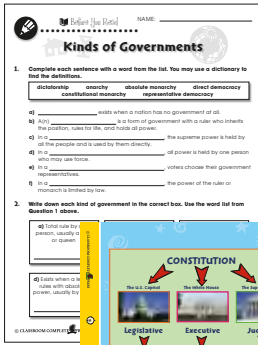 Before You Read
NAME:
Kinds of Governments
1. Complete each sentence with a word from the list. You may use a dictionary to
find the definitions.
dictatorship anarchy absolute monarchy direct democracy
constitutional monarchy representative democracy
a) exists when a nation has no government at all.
b) A(n) is a form of government with a ruler who inherits
the position, rules for life, and holds all power.
c) In a , the supreme power is held by
all the people and is used by them directly.
d) In a , all power is held by one person
who may use force.
e) In a , voters choose their government
representatives.
f) In a , the power of the ruler or
monarch is limited by law.
2. Write down each kind of government in the correct box. Use the word list from
Question 1 above.
a) Total rule by
person, usually a
or queen
d) Exists when a
rules with absol
power, usually by
© CLASSROOM COMPLETE
CONSTITUTION
The U.S. Capitol
The White House
The Sup
Legislative
Executive
Jud